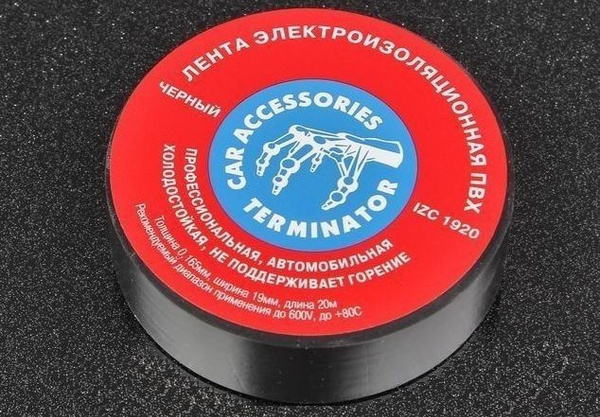 ЛЕНТА ЭЛЕКТРОИЗОЛЯЦИОННАЯ ПВХ
ЧЕРНЫЙ
IZC 1920
CAR ACCESSORIES
TERMINATOR
ПРОФЕССИОНАЛЬНАЯ, АВТОМОБИЛЬНАЯ
ХОЛОДОСТОЙКАЯ, НЕ ПОДДЕРЖИВАЕТ ГОРЕНИЕ
Толщина 0,165мм, ширина 19мм, длина 20м
Рекомендуемый диапазон применения до 600V, до +80C